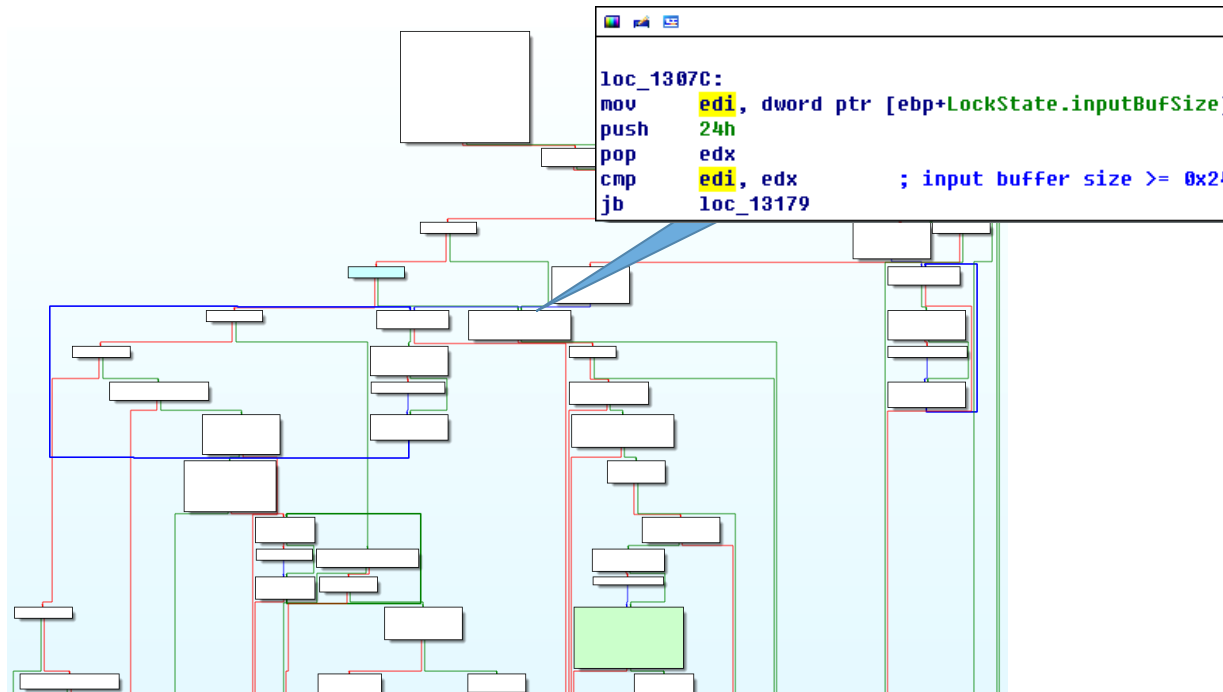 loc_1307C:
mov edi, dword ptr [ebp+LockState.inputBufSize]
push 24h
pop edx
cmp edi, edx ; input buffer size >= 0x24
jb loc_13179